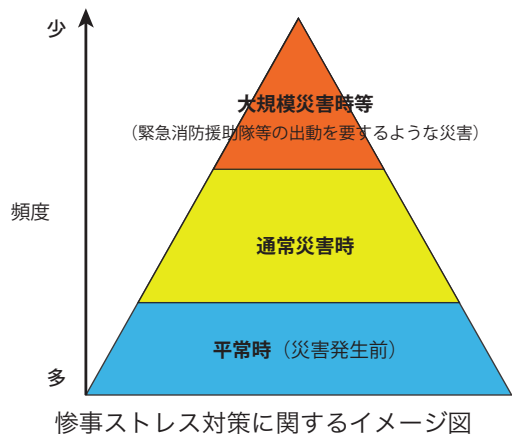 少
大規模災害時等
（緊急消防援助隊等の出動を要するような災害）
頻度
通常災害時
平常時（災害発生前）
多
惨事ストレス対策に関するイメージ図